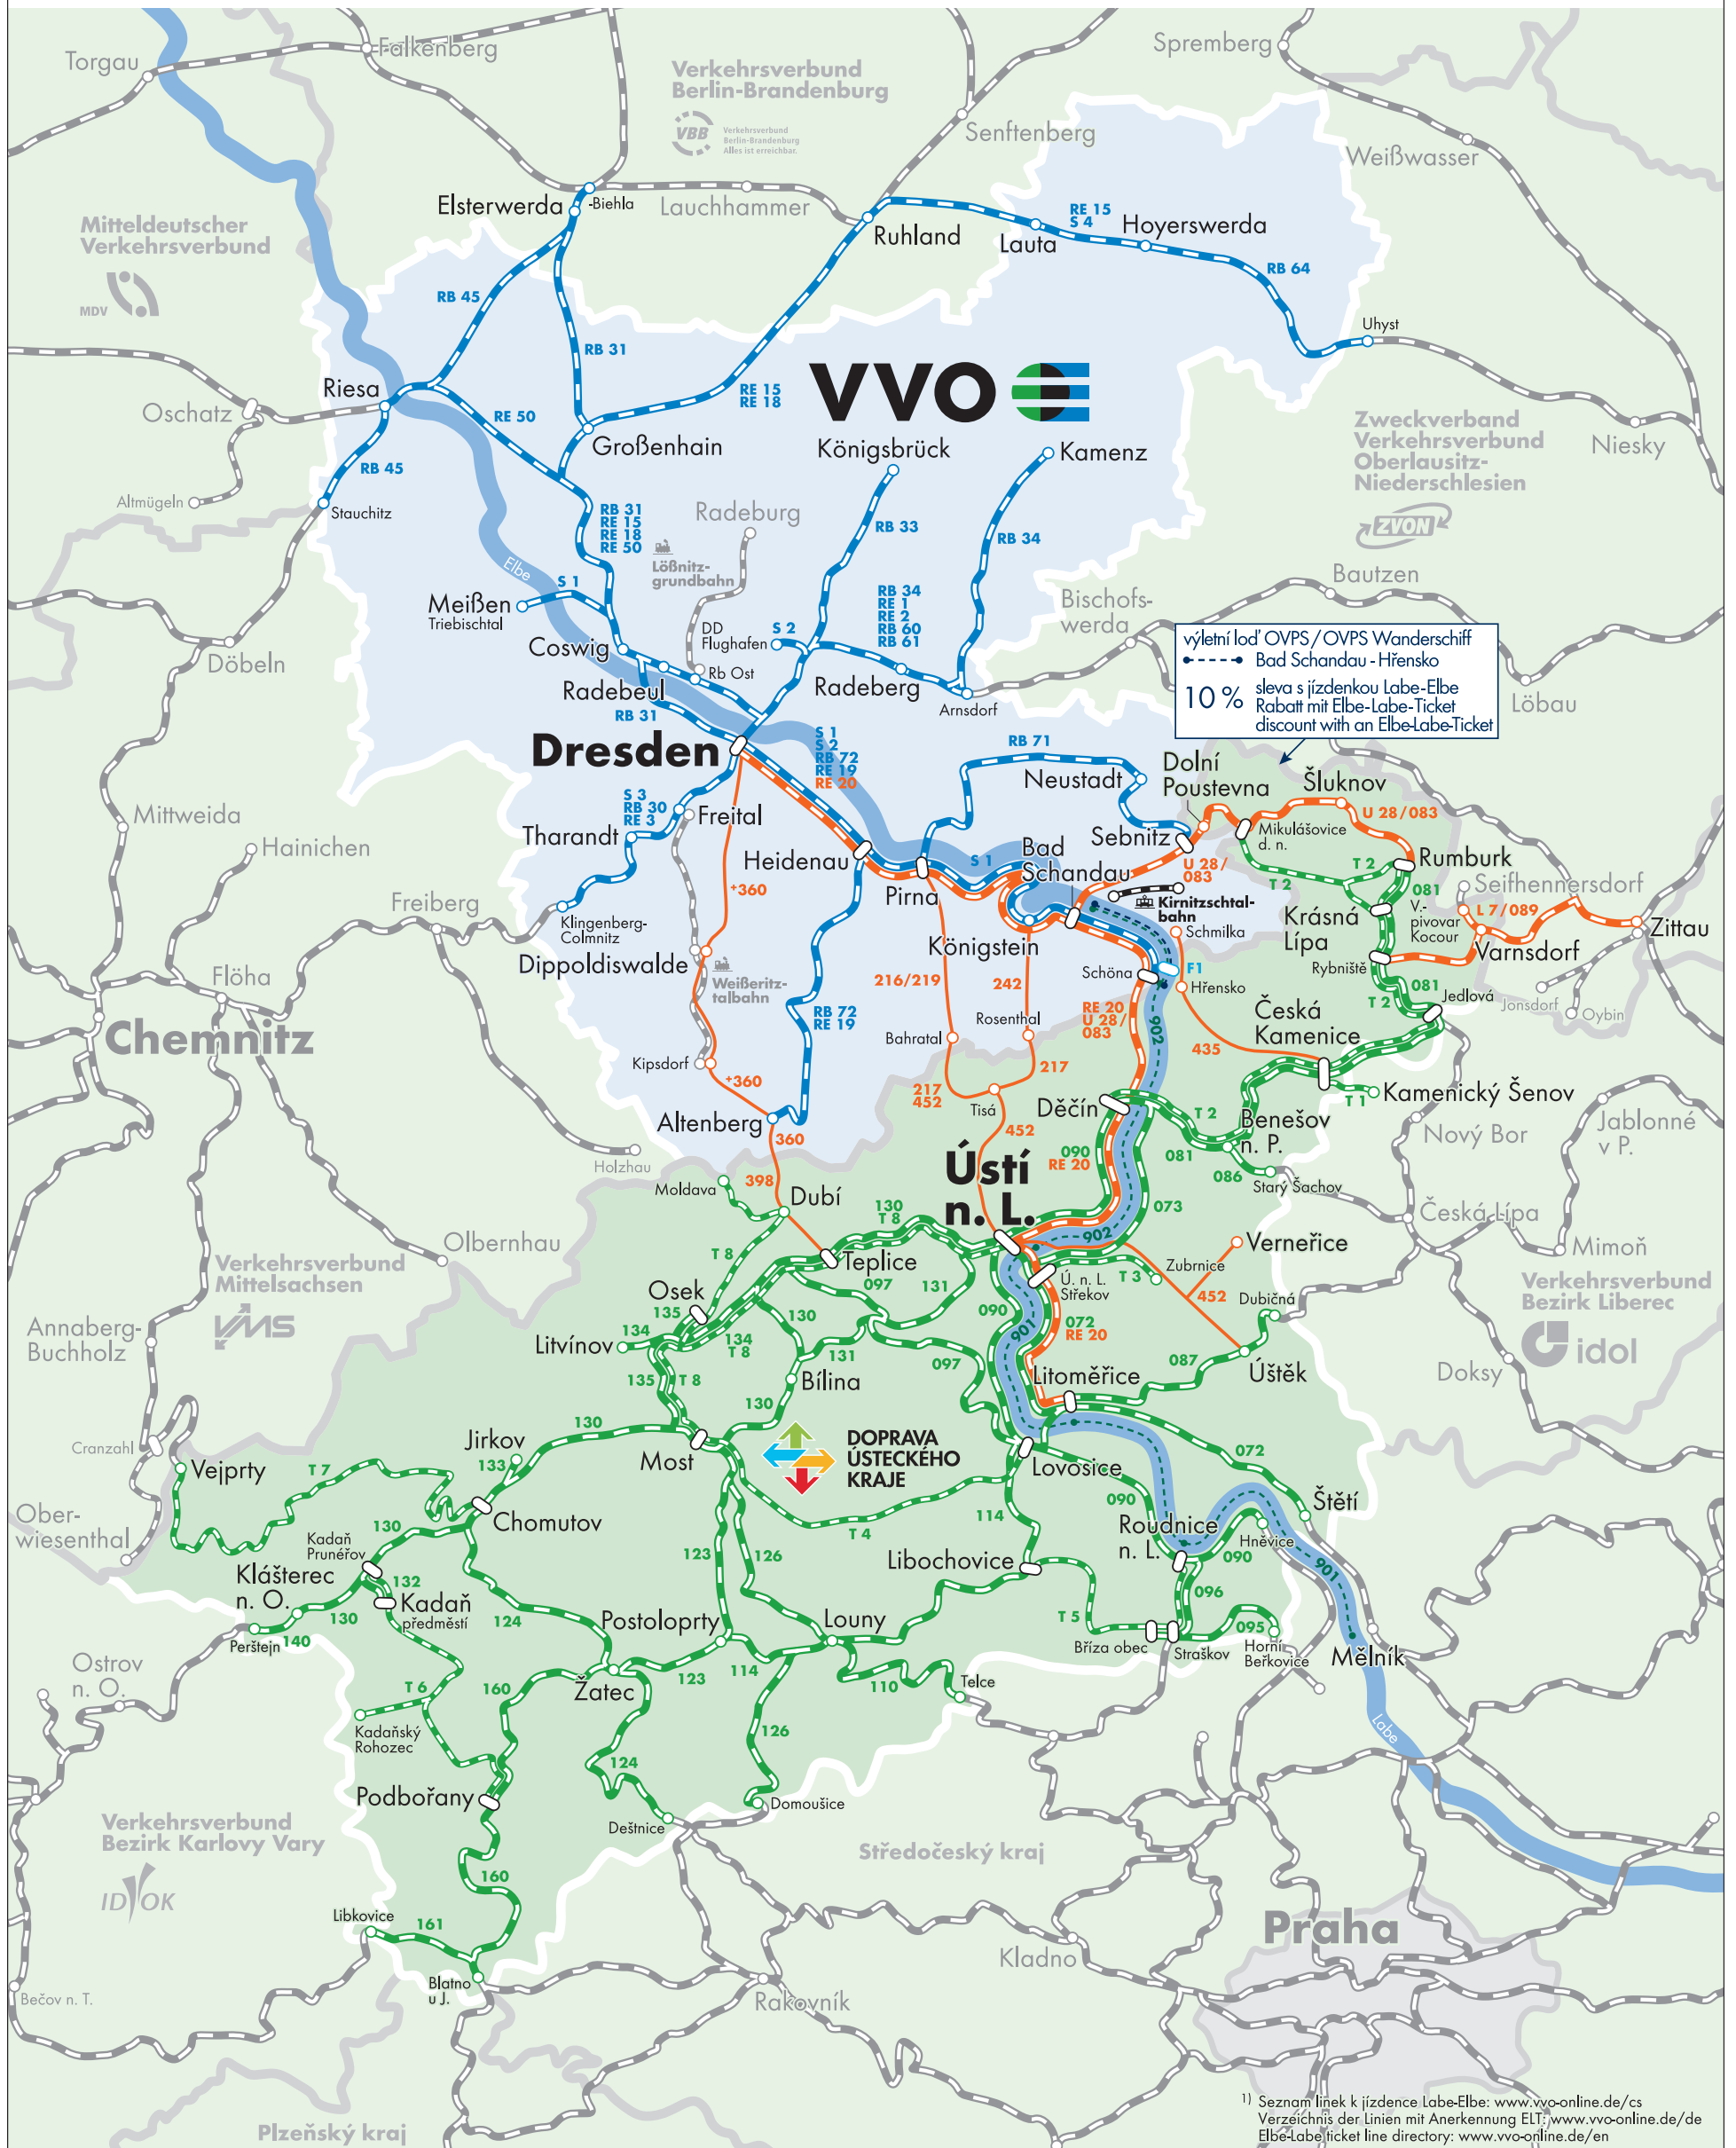 Torgau
Falkenberg
Verkehrsverbund
Berlin-Brandenburg
VBB
Verkehrsverbund
Berlin-Brandenburg
Alles ist erreichbar.
Spremberg
Senftenberg
Weißwasser
Mitteldeutscher
Verkehrsverbund
MDV
Elsterwerda
-Biehla
Lauchhammer
Ruhland
Lauta
RE 15
S 4
Hoyerswerda
RB 64
Uhyst
RB 45
RB 31
RE 15
RE 18
VVO
Riesa
Oschatz
RE 50
Großenhain
RB 45
Altmügeln
Stauchitz
Königsbrück
Kamenz
Zweckverband
Verkehrsverbund
Oberlausitz-
Niederschlesien
ZVON
Niesky
RB 31
RE 15
RE 18
RE 50
Radeburg
Lößnitz-
grundbahn
RB 33
RB 34
Elbe
S 1
Meißen
Triebischtal
RB 34
RE 1
RE 2
RB 60
RB 61
Bautzen
Bischofs-
werda
Döbeln
Coswig
DD
Flughafen
S 2
Rb Ost
Radebeul
Radeberg
Arnsdorf
Löbau
výletní loď OVPS / OVPS Wanderschiff
Bad Schandau - Hřensko
10 %
sleva s jízdenkou Labe-Elbe
Rabatt mit Elbe-Labe-Ticket
discount with an Elbe-Labe-Ticket
RB 31
Dresden
S 1
S 2
RB 72
RE 19
RE 20
RB 71
Neustadt
Dolní
Poustevna
Šluknov
U 28/083
Mittweida
Hainichen
S 3
RB 30
RE 3
Freital
Tharandt
Heidenau
Sebnitz
Mikulášovice
d. n.
Rumburk
Bad
Schandau
S 1
U 28/
083
T 2
T 2
081
Seifhennersdorf
Pirna
Kirnitzschtal-
bahn
Schmilka
Krásná
Lípa
V.-
pivovar
Kocour
L 7/089
Zittau
Varnsdorf
+360
Freiberg
Klingenberg-
Colmnitz
Dippoldiswalde
Königstein
Rybniště
Flöha
Weißeritz-
talbahn
216/219
242
Schöna
F1
Hřensko
T 2
081
Jedlová
Jonsdorf
Oybin
Chemnitz
RB 72
RE 19
Bahratal
Rosenthal
RE 20
U 28/
083
902
435
Česká
Kamenice
Kipsdorf
+360
217
217
452
Tisá
Kamenický Šenov
T 1
Altenberg
360
Děčín
T 2
Benešov
n. P.
Nový Bor
Jablonné
v P.
452
Holzhau
Ústí
n. L.
090
RE 20
081
086
Starý Šachov
Moldava
398
Dubí
073
130
T 8
Česká Lípa
Olbernhau
902
Verneřice
Mimoň
Verkehrsverbund
Mittelsachsen
VMS
T 8
Teplice
Zubrnice
Ú. n. L.
Střekov
T 3
Verkehrsverbund
Bezirk Liberec
idol
Osek
097
131
452
Dubičná
135
130
090
901
072
RE 20
Annaberg-
Buchholz
Litvínov
134
134
T 8
131
097
087
Úštěk
Doksy
135
T 8
Bílina
Litoměřice
130
130
Jirkov
Cranzahl
133
Most
DOPRAVA
ÚSTECKÉHO
KRAJE
Lovosice
072
Vejprty
T 7
Štětí
Ober-
wiesenthal
Chomutov
T 4
114
090
Roudnice
n. L.
Hněvice
130
Kadaň
Prunéřov
090
901
Klášterec
n. O.
132
123
126
Libochovice
Kadaň
předměstí
096
130
124
Postoloprty
Louny
T 5
095
Perštejn
140
Bříza obec
Straškov
Horní
Beřkovice
Mělník
Ostrov
n. O.
123
114
Telce
T 6
160
Žatec
110
Labe
Kadaňský
Rohozec
126
124
Podbořany
Domoušice
Verkehrsverbund
Bezirk Karlovy Vary
IDOK
Deštnice
Středočeský kraj
160
Libkovice
161
Praha
Kladno
Blatno
u J.
Bečov n. T.
Rakovník
Plzeňský kraj
1) Seznam linek k jízdence Labe-Elbe: www.vvo-online.de/cs
Verzeichnis der Linien mit Anerkennung ELT: www.vvo-online.de/de
Elbe-Labe ticket line directory: www.vvo-online.de/en